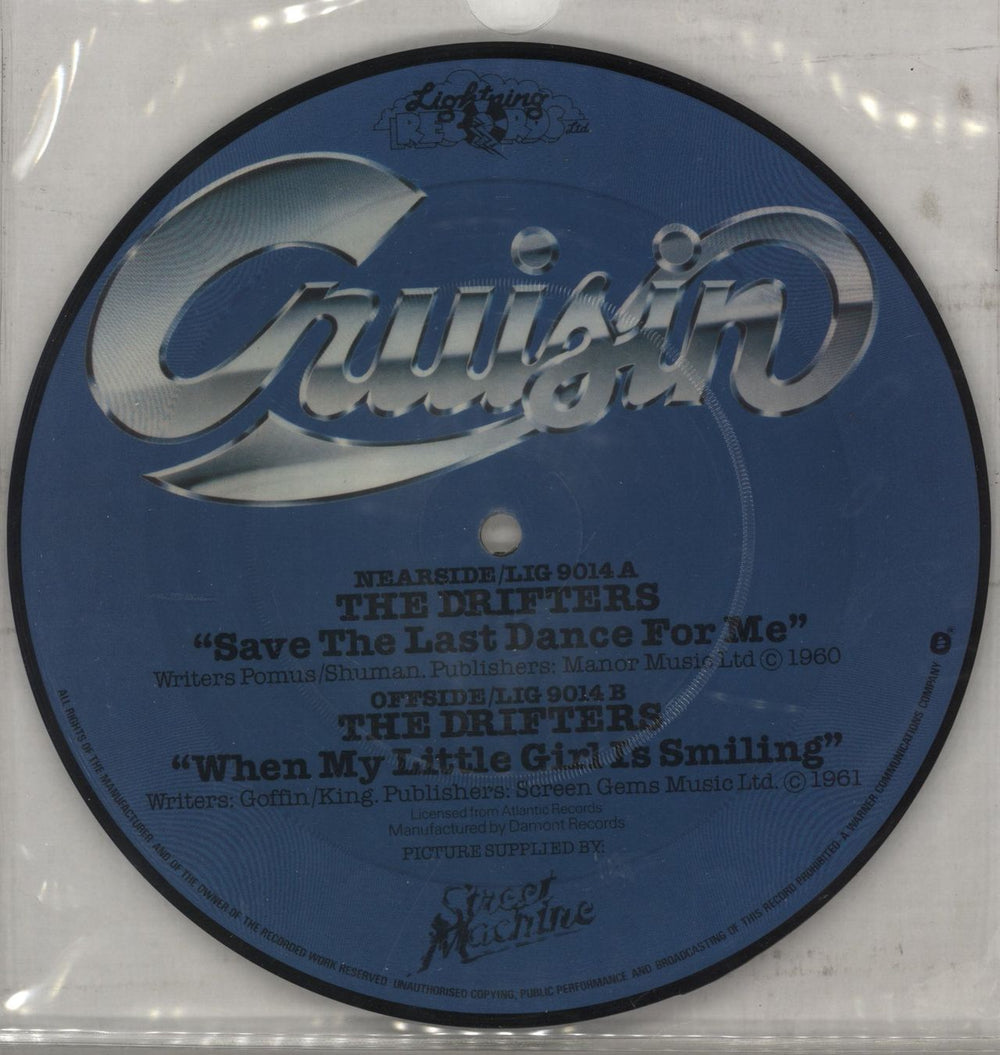 Lightning
RECORDS Ltd.
Cruisin
NEARSIDE/LIG 9014 A
THE DRIFTERS
“Save The Last Dance For Me”
Writers Pomus/Shuman. Publishers: Manor Music Ltd © 1960
OFFSIDE/LIG 9014 B
THE DRIFTERS
“When My Little Girl Is Smiling”
Writers: Goffin/King. Publishers: Screen Gems Music Ltd. © 1961
Licensed from Atlantic Records
Manufactured by Damont Records
PICTURE SUPPLIED BY:
Street
Machine
ALL RIGHTS OF THE MANUFACTURER AND OF THE OWNER OF THE RECORDED WORK RESERVED. UNAUTHORISED COPYING, PUBLIC PERFORMANCE AND BROADCASTING OF THIS RECORD PROHIBITED. A WARNER COMMUNICATIONS COMPANY